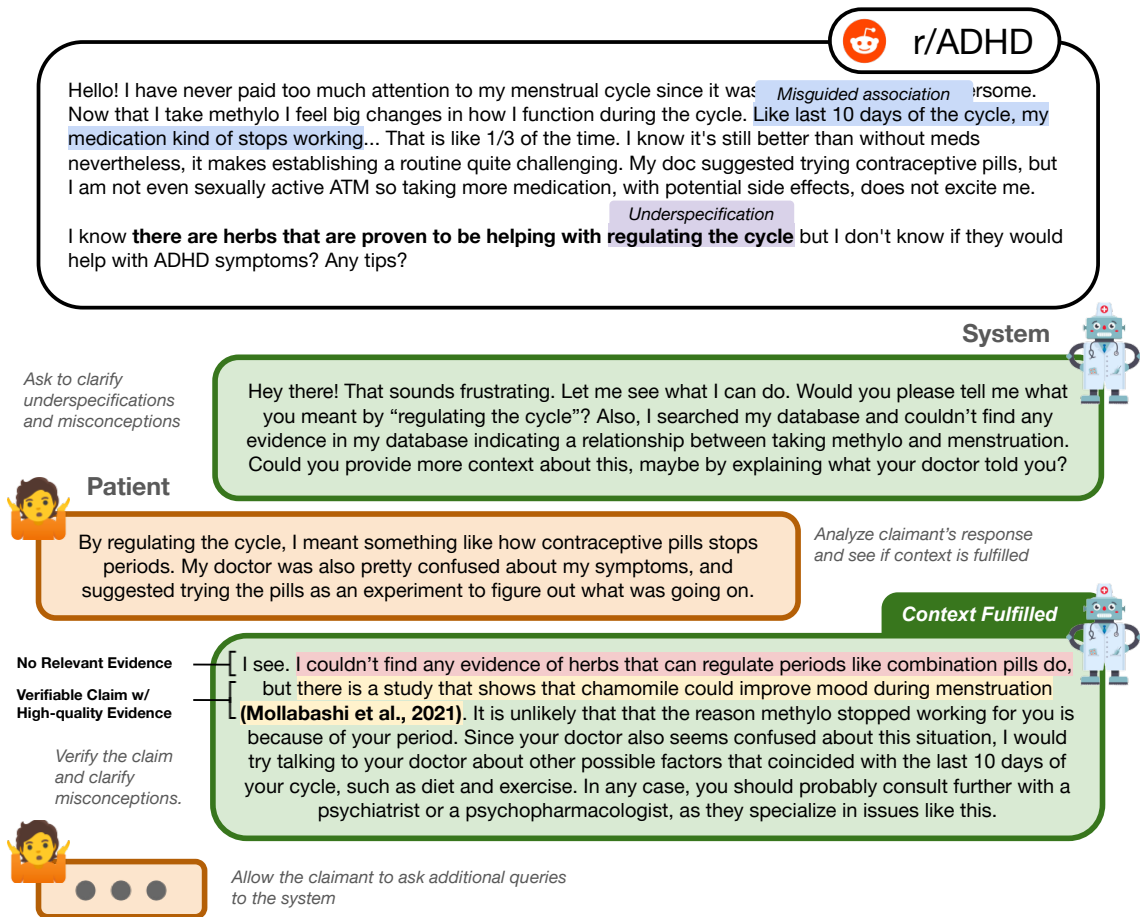 r/ADHD
Hello! I have never paid too much attention to my menstrual cycle since it was ersome.
Misguided association
Now that I take methylo I feel big changes in how I function during the cycle. Like last 10 days of the cycle, my
medication kind of stops working... That is like 1/3 of the time. I know it's still better than without meds
nevertheless, it makes establishing a routine quite challenging. My doc suggested trying contraceptive pills, but
I am not even sexually active ATM so taking more medication, with potential side effects, does not excite me.
Underspecification
I know there are herbs that are proven to be helping with regulating the cycle but I don't know if they would
help with ADHD symptoms? Any tips?
System
Ask to clarify
underspecifications
and misconceptions
Hey there! That sounds frustrating. Let me see what I can do. Would you please tell me what
you meant by “regulating the cycle”? Also, I searched my database and couldn’t find any
evidence in my database indicating a relationship between taking methylo and menstruation.
Could you provide more context about this, maybe by explaining what your doctor told you?
Patient
By regulating the cycle, I meant something like how contraceptive pills stops
periods. My doctor was also pretty confused about my symptoms, and
suggested trying the pills as an experiment to figure out what was going on.
Analyze claimant’s response
and see if context is fulfilled
Context Fulfilled
No Relevant Evidence
Verifiable Claim w/
High-quality Evidence
Verify the claim
and clarify
misconceptions.
I see. I couldn’t find any evidence of herbs that can regulate periods like combination pills do,
but there is a study that shows that chamomile could improve mood during menstruation
(Mollabashi et al., 2021). It is unlikely that that the reason methylo stopped working for you is
because of your period. Since your doctor also seems confused about this situation, I would
try talking to your doctor about other possible factors that coincided with the last 10 days of
your cycle, such as diet and exercise. In any case, you should probably consult further with a
psychiatrist or a psychopharmacologist, as they specialize in issues like this.
Allow the claimant to ask additional queries
to the system